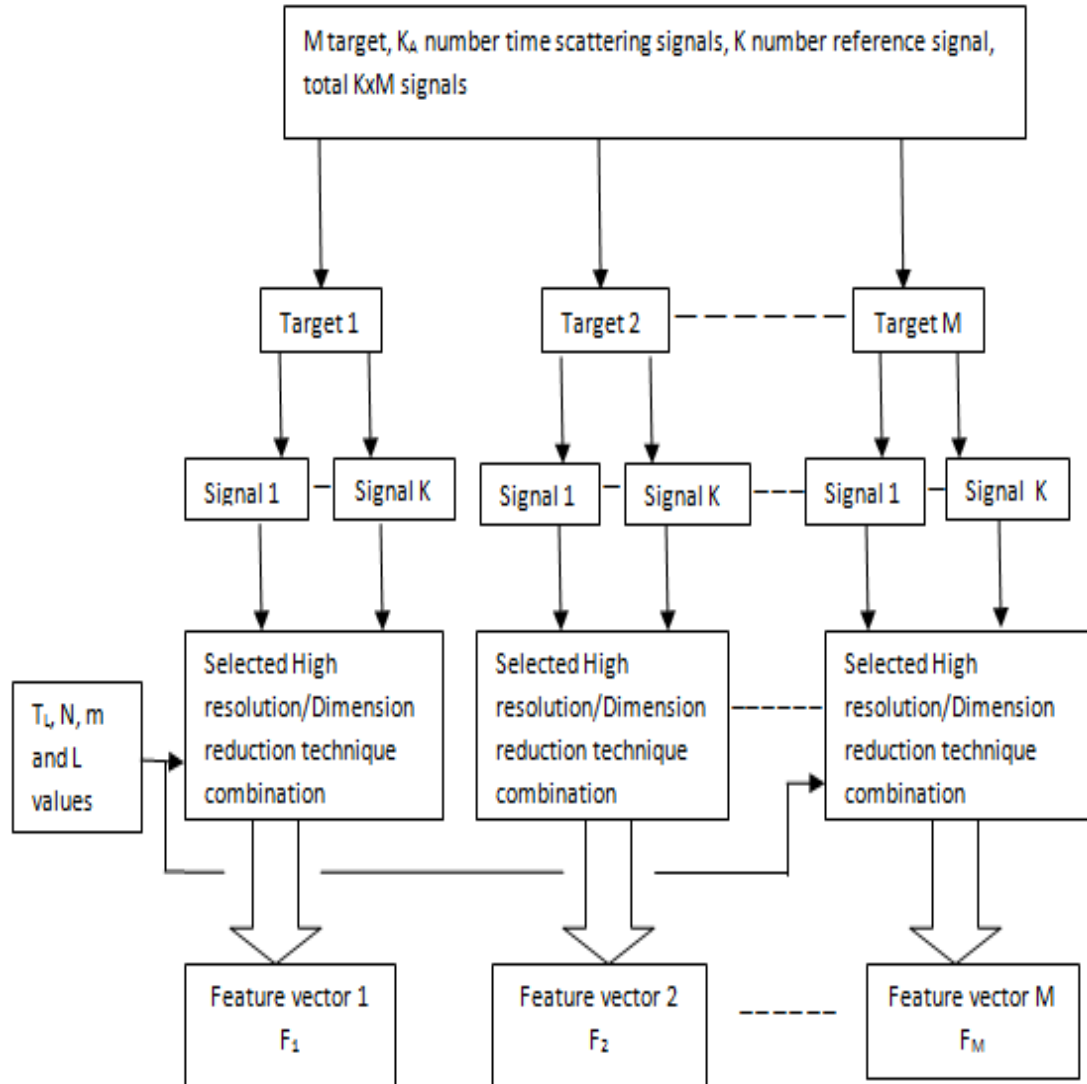 M target, K_A number time scattering signals, K number reference signal,
total KxM signals
Target 1
Target 2
Target M
Signal 1
Signal K
Signal 1
Signal K
Signal 1
Signal K
T_L, N, m
and L
values
Selected High
resolution/Dimension
reduction technique
combination
Selected High
resolution/Dimension
reduction technique
combination
Selected High
resolution/Dimension
reduction technique
combination
Feature vector 1
F₁
Feature vector 2
F₂
Feature vector M
F_M